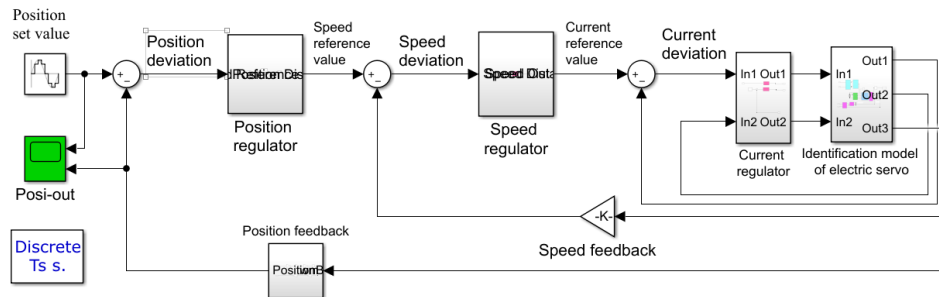 Position
set value
Position
deviation
Position
regulator
Speed
reference
value
Speed
deviation
Speed
regulator
Current
reference
value
Current
deviation
In1 Out1
In2 Out2
Current
regulator
In1
In2
Out1
Out2
Out3
Identification model
of electric servo
Posi-out
-K-
Speed feedback
Position feedback
Discrete
Ts s.